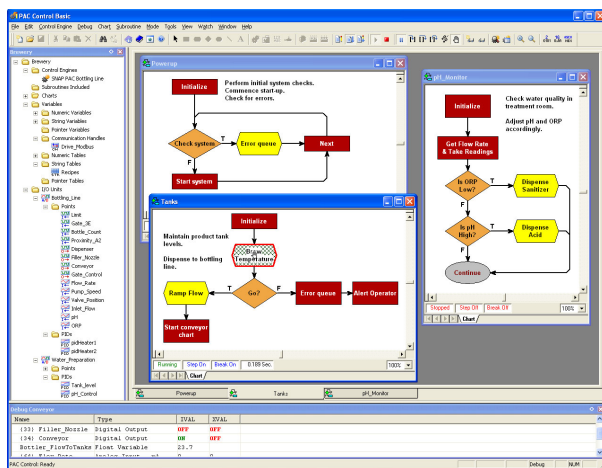 PAC Control Basic
File Edit Control Engine Debug Chart Subroutine Mode Tools View Watch Window Help
Brewery
Brewery
Control Engines
SNAP PAC Bottling Line
Subroutines Included
Charts
Variables
Numeric Variables
String Variables
Pointer Variables
Communication Handles
Drive_Modbus
Numeric Tables
String Tables
Recipes
Pointer Tables
I/O Units
Bottling_Line
Points
Limit
Gate_3E
Bottle_Count
Proximity_A2
Dispenser
Filler_Nozzle
Conveyor
Gate_Control
Flow_Rate
Pump_Speed
Valve_Position
Inlet_Flow
pH
ORP
PIDs
pidHeater1
pidHeater2
Water_Preparation
Points
PIDs
Tank_level
pH_Control
Powerup
Initialize
Perform initial system checks.
Commence start-up.
Check for errors.
Check system
T
Error queue
Next
F
Start system
Tanks
Initialize
Maintain product tank
levels.
Dispense to bottling
line.
Brew
Temperature
Ramp Flow
T
Go?
F
Error queue
Alert Operator
Start conveyor
chart
Running
Step On
Break On
0.189 Sec.
100%
Chart
pH_Monitor
Initialize
Check water quality in
treatment room.
Adjust pH and ORP
accordingly.
Get Flow Rate
& Take Readings
Is ORP
Low?
T
Dispense
Sanitizer
F
Is pH
High?
T
Dispense
Acid
F
Continue
Stopped
Step Off
Break Off
100%
Chart
Powerup
Tanks
pH_Monitor
Debug Conveyor
Name Type IVAL XVAL
[33] Filler_Nozzle Digital Output OFF OFF
[34] Conveyor Digital Output ON OFF
Bottler_FlowToTanks Float Variable 23.7
PAC Control: Ready
Debug
NUM